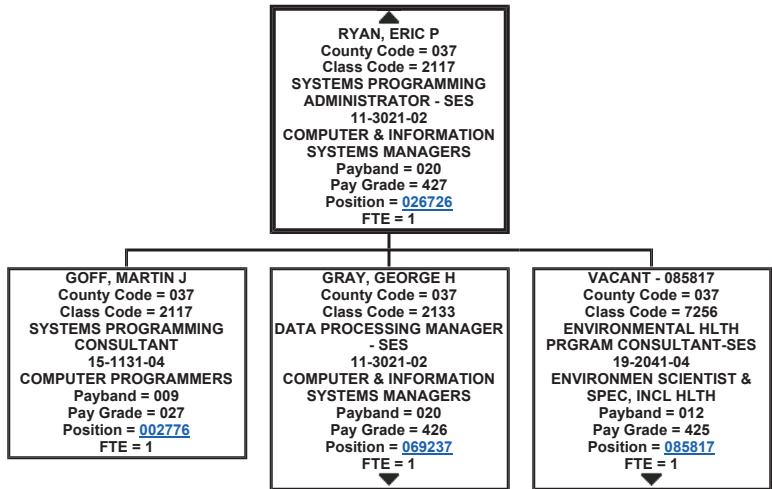 RYAN, ERIC P
County Code = 037
Class Code = 2117
SYSTEMS PROGRAMMING
ADMINISTRATOR - SES
11-3021-02
COMPUTER & INFORMATION
SYSTEMS MANAGERS
Payband = 020
Pay Grade = 427
Position = 026726
FTE = 1
GOFF, MARTIN J
County Code = 037
Class Code = 2117
SYSTEMS PROGRAMMING
CONSULTANT
15-1131-04
COMPUTER PROGRAMMERS
Payband = 009
Pay Grade = 027
Position = 002776
FTE = 1
GRAY, GEORGE H
County Code = 037
Class Code = 2133
DATA PROCESSING MANAGER
- SES
11-3021-02
COMPUTER & INFORMATION
SYSTEMS MANAGERS
Payband = 020
Pay Grade = 426
Position = 069237
FTE = 1
VACANT - 085817
County Code = 037
Class Code = 7256
ENVIRONMENTAL HLTH
PRGRAM CONSULTANT-SES
19-2041-04
ENVIRONMEN SCIENTIST &
SPEC, INCL HLTH
Payband = 012
Pay Grade = 425
Position = 085817
FTE = 1